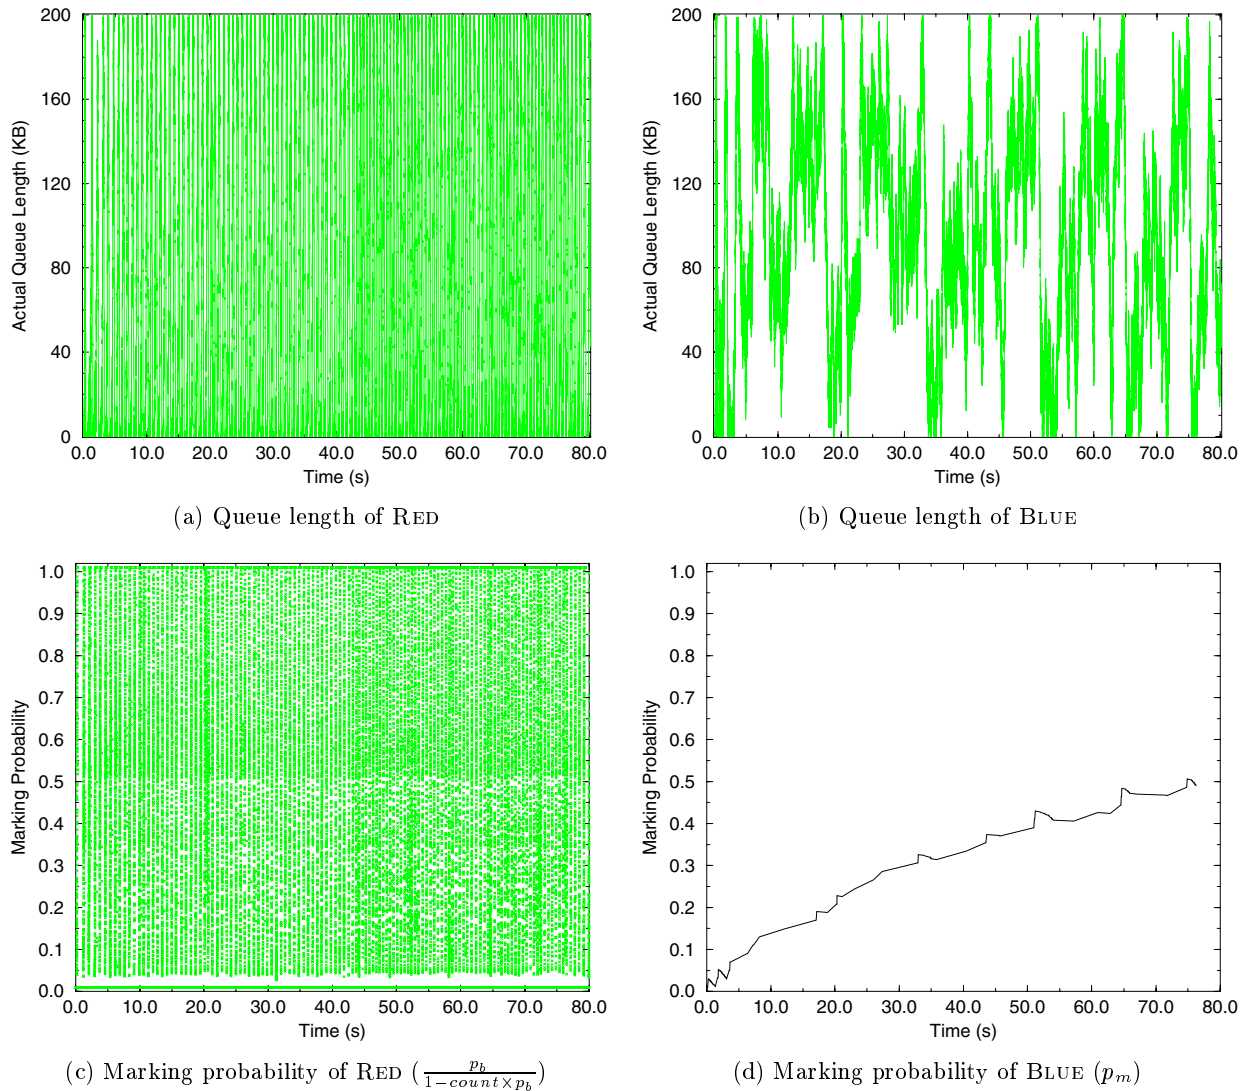 200
160
120
80
40
0
Actual Queue Length (KB)
0.0 10.0 20.0 30.0 40.0 50.0 60.0 70.0 80.0
Time (s)
(a) Queue length of RED
200
160
120
80
40
0
Actual Queue Length (KB)
0.0 10.0 20.0 30.0 40.0 50.0 60.0 70.0 80.0
Time (s)
(b) Queue length of BLUE
1.0
0.9
0.8
0.7
0.6
0.5
0.4
0.3
0.2
0.1
0.0
Marking Probability
0.0 10.0 20.0 30.0 40.0 50.0 60.0 70.0 80.0
Time (s)
(c) Marking probability of RED (p_b / 1−count×p_b)
1.0
0.9
0.8
0.7
0.6
0.5
0.4
0.3
0.2
0.1
0.0
Marking Probability
0.0 10.0 20.0 30.0 40.0 50.0 60.0 70.0 80.0
Time (s)
(d) Marking probability of BLUE (p_m)